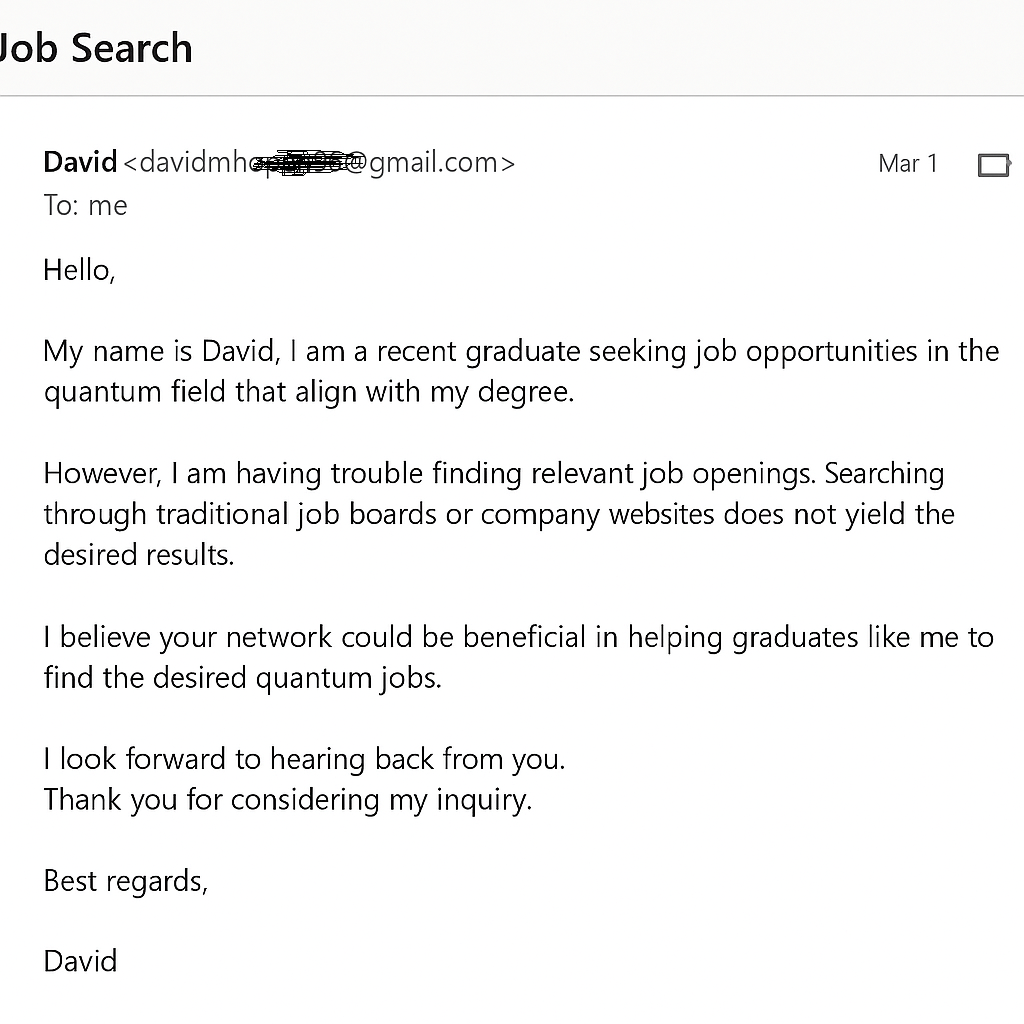 Job Search
David <davidmh @gmail.com> Mar 1
To: me
Hello,
My name is David, I am a recent graduate seeking job opportunities in the
quantum field that align with my degree.
However, I am having trouble finding relevant job openings. Searching
through traditional job boards or company websites does not yield the
desired results.
I believe your network could be beneficial in helping graduates like me to
find the desired quantum jobs.
I look forward to hearing back from you.
Thank you for considering my inquiry.
Best regards,
David